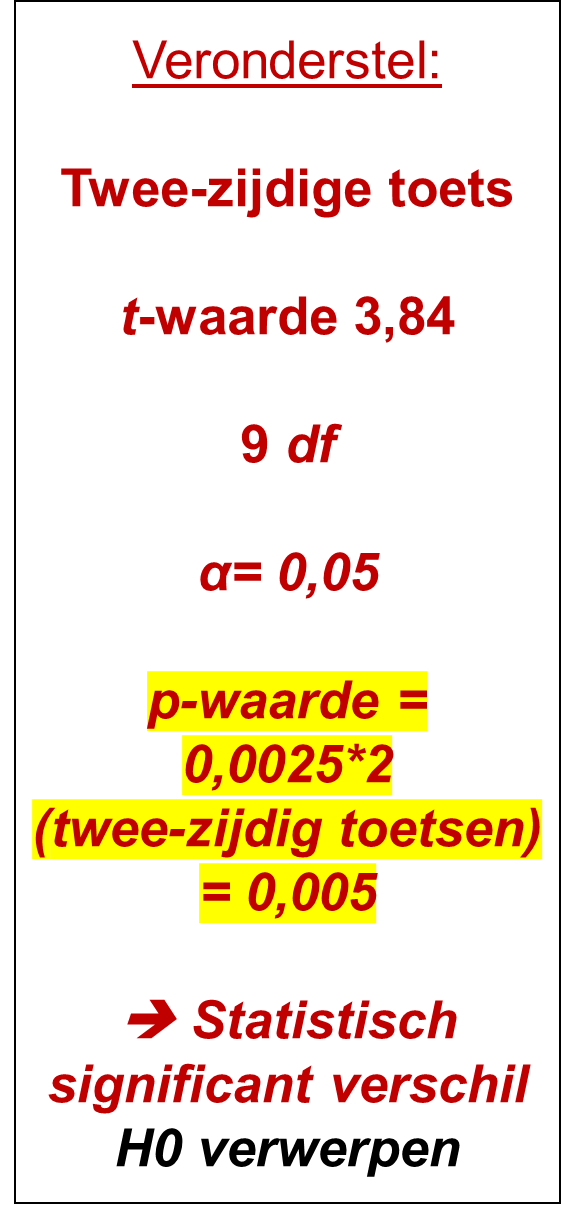 Veronderstel:
Twee-zijdige toets
t-waarde 3,84
9 df
α= 0,05
p-waarde =
0,0025*2
(twee-zijdig toetsen)
= 0,005
➔ Statistisch
significant verschil
H0 verwerpen